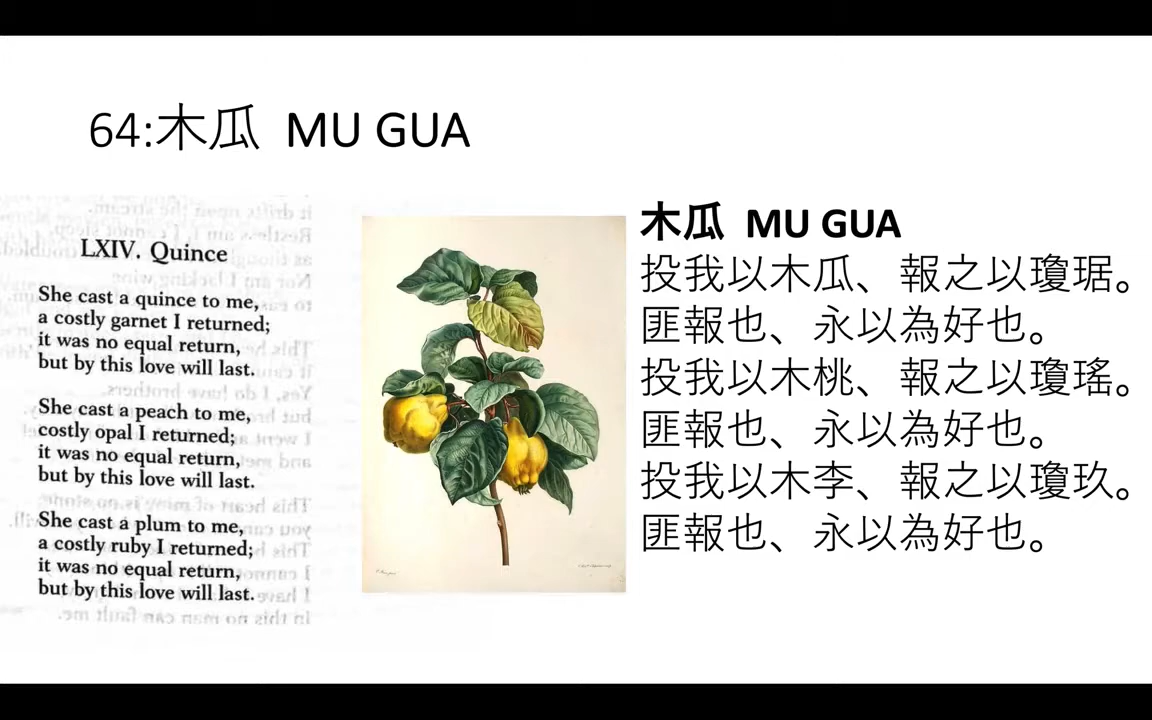 64:木瓜 MU GUA
LXIV. Quince
She cast a quince to me,
a costly garnet I returned;
it was no equal return,
but by this love will last.
She cast a peach to me,
costly opal I returned;
it was no equal return,
but by this love will last.
She cast a plum to me,
a costly ruby I returned;
it was no equal return,
but by this love will last.
木瓜 MU GUA
投我以木瓜、報之以瓊琚。
匪報也、永以為好也。
投我以木桃、報之以瓊瑤。
匪報也、永以為好也。
投我以木李、報之以瓊玖。
匪報也、永以為好也。